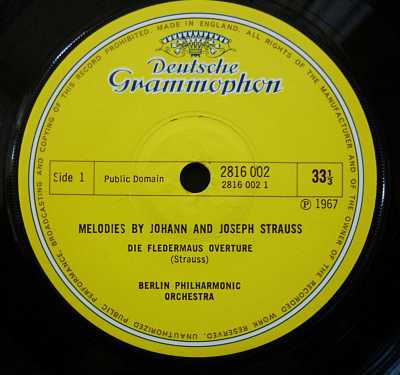 MADE IN ENGLAND. ALL RIGHTS OF THE MANUFACTURER AND OF THE OWNER OF THE RECORDED WORK RESERVED. UNAUTHORIZED PUBLIC PERFORMANCE, BROADCASTING AND COPYING OF THIS RECORD PROHIBITED.
Deutsche
Grammophon
Side 1
Public Domain
2816 002
2816 002 1
33⅓
℗ 1967
MELODIES BY JOHANN AND JOSEPH STRAUSS
DIE FLEDERMAUS OVERTURE
(Strauss)
BERLIN PHILHARMONIC
ORCHESTRA